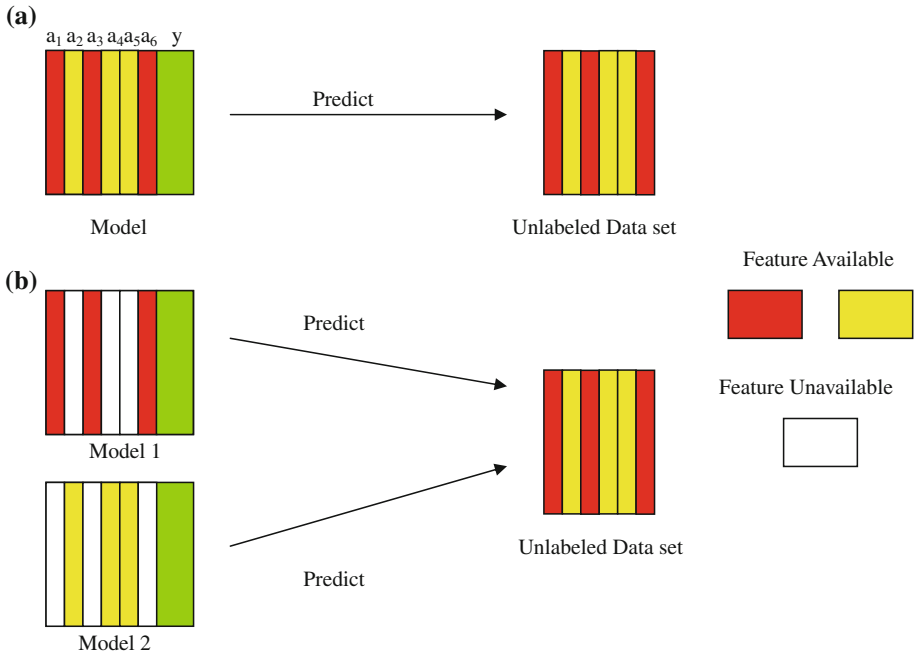 (a)
a1 a2 a3 a4 a5 a6 y
Predict
Model
Unlabeled Data set
(b)
Feature Available
Predict
Feature Unavailable
Model 1
Unlabeled Data set
Predict
Model 2